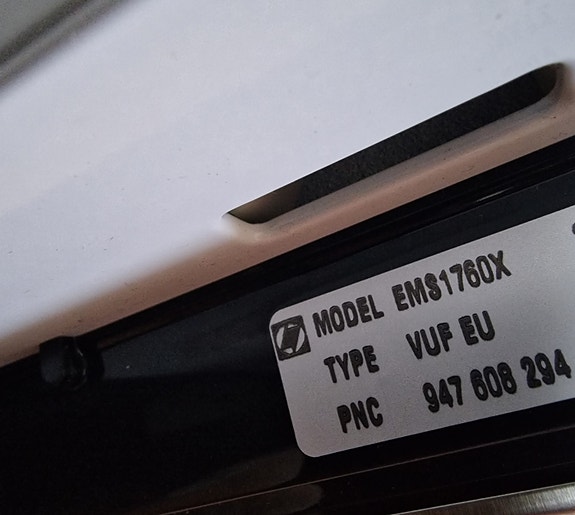 MODEL EMS1760X
TYPE VUF EU
PNC 947 608 294